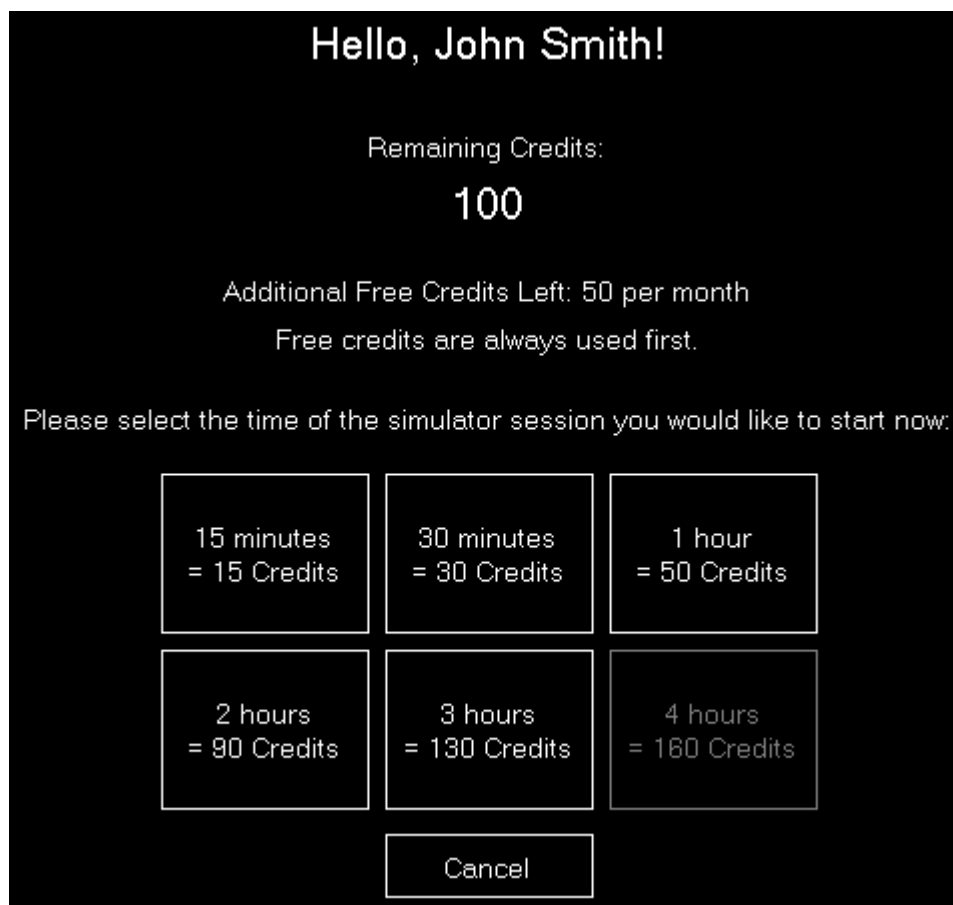 Hello, John Smith!
Remaining Credits:
100
Additional Free Credits Left: 50 per month
Free credits are always used first.
Please select the time of the simulator session you would like to start now:
15 minutes
= 15 Credits
30 minutes
= 30 Credits
1 hour
= 50 Credits
2 hours
= 90 Credits
3 hours
= 130 Credits
4 hours
= 160 Credits
Cancel